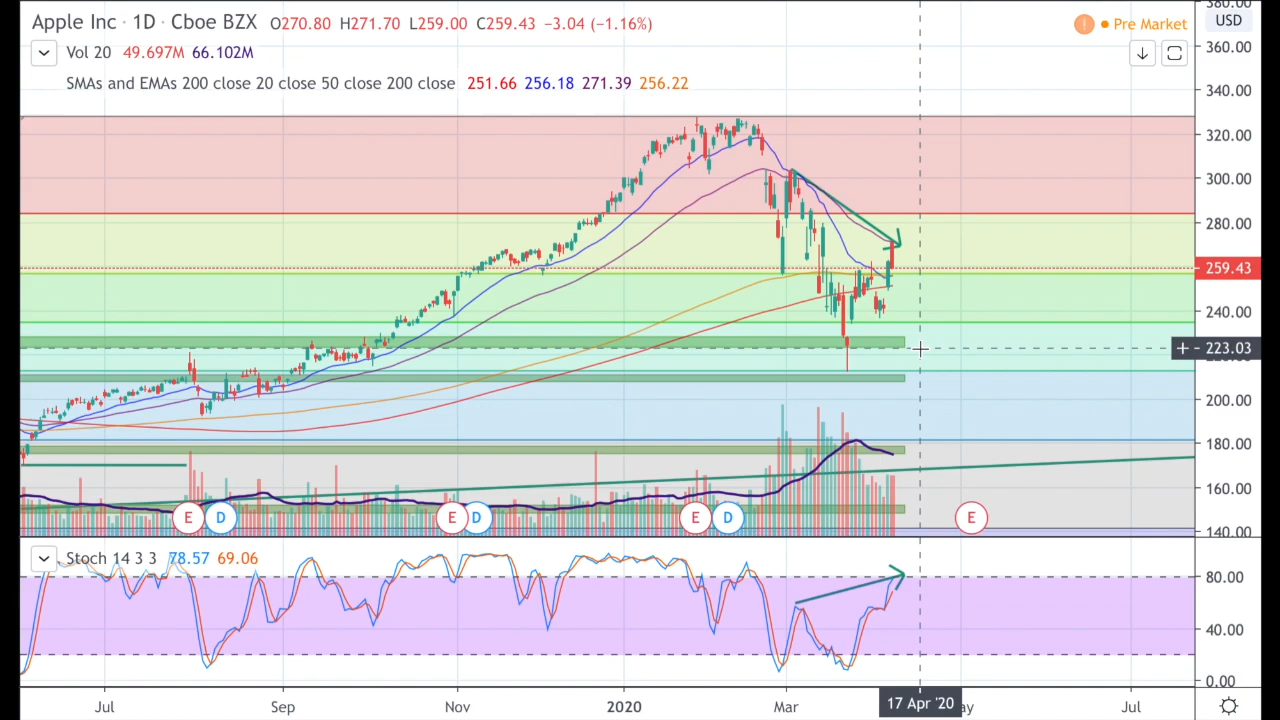 Apple Inc · 1D · Cboe BZX O270.80 H271.70 L259.00 C259.43 −3.04 (−1.16%)
Pre Market
Vol 20 49.697M 66.102M
SMAs and EMAs 200 close 20 close 50 close 200 close 251.66 256.18 271.39 256.22
380.00
USD
360.00
340.00
320.00
300.00
280.00
259.43
240.00
223.03
200.00
180.00
160.00
140.00
E D E D E D E
Stoch 14 3 3 78.57 69.06
80.00
40.00
0.00
Jul Sep Nov 2020 Mar 17 Apr '20 ay Jul